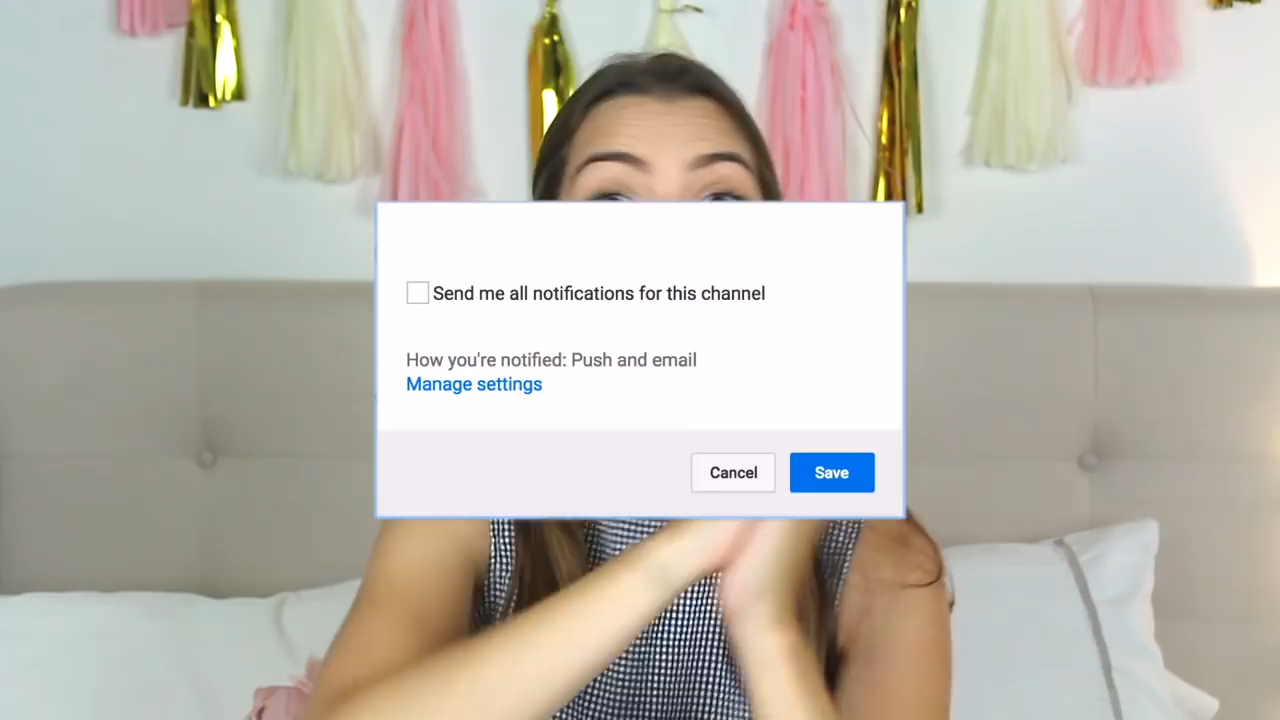 Send me all notifications for this channel
How you're notified: Push and email
Manage settings
Cancel
Save